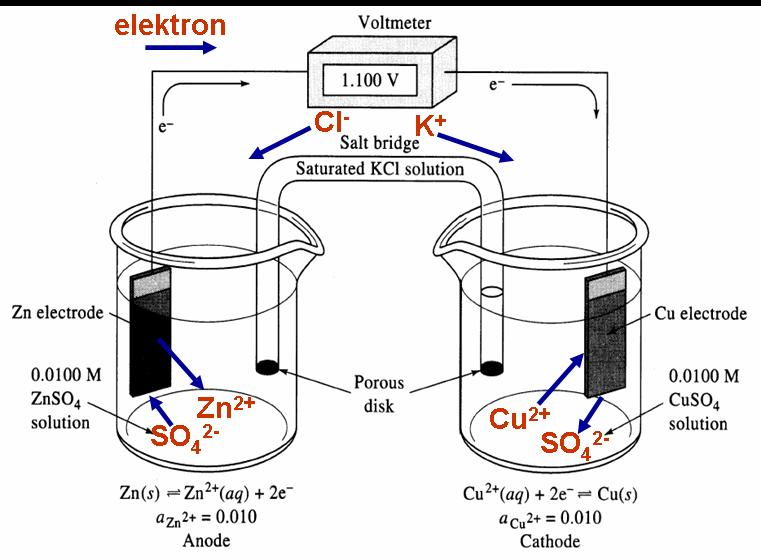 elektron
Voltmeter
1.100 V
e⁻
e⁻
Cl⁻
K⁺
Salt bridge
Saturated KCl solution
Zn electrode
Cu electrode
0.0100 M
ZnSO₄
solution
Zn²⁺
SO₄²⁻
Porous
disk
Cu²⁺
SO₄²⁻
0.0100 M
CuSO₄
solution
Zn(s) ⇌ Zn²⁺(aq) + 2e⁻
a Zn²⁺ = 0.010
Anode
Cu²⁺(aq) + 2e⁻ ⇌ Cu(s)
a Cu²⁺ = 0.010
Cathode